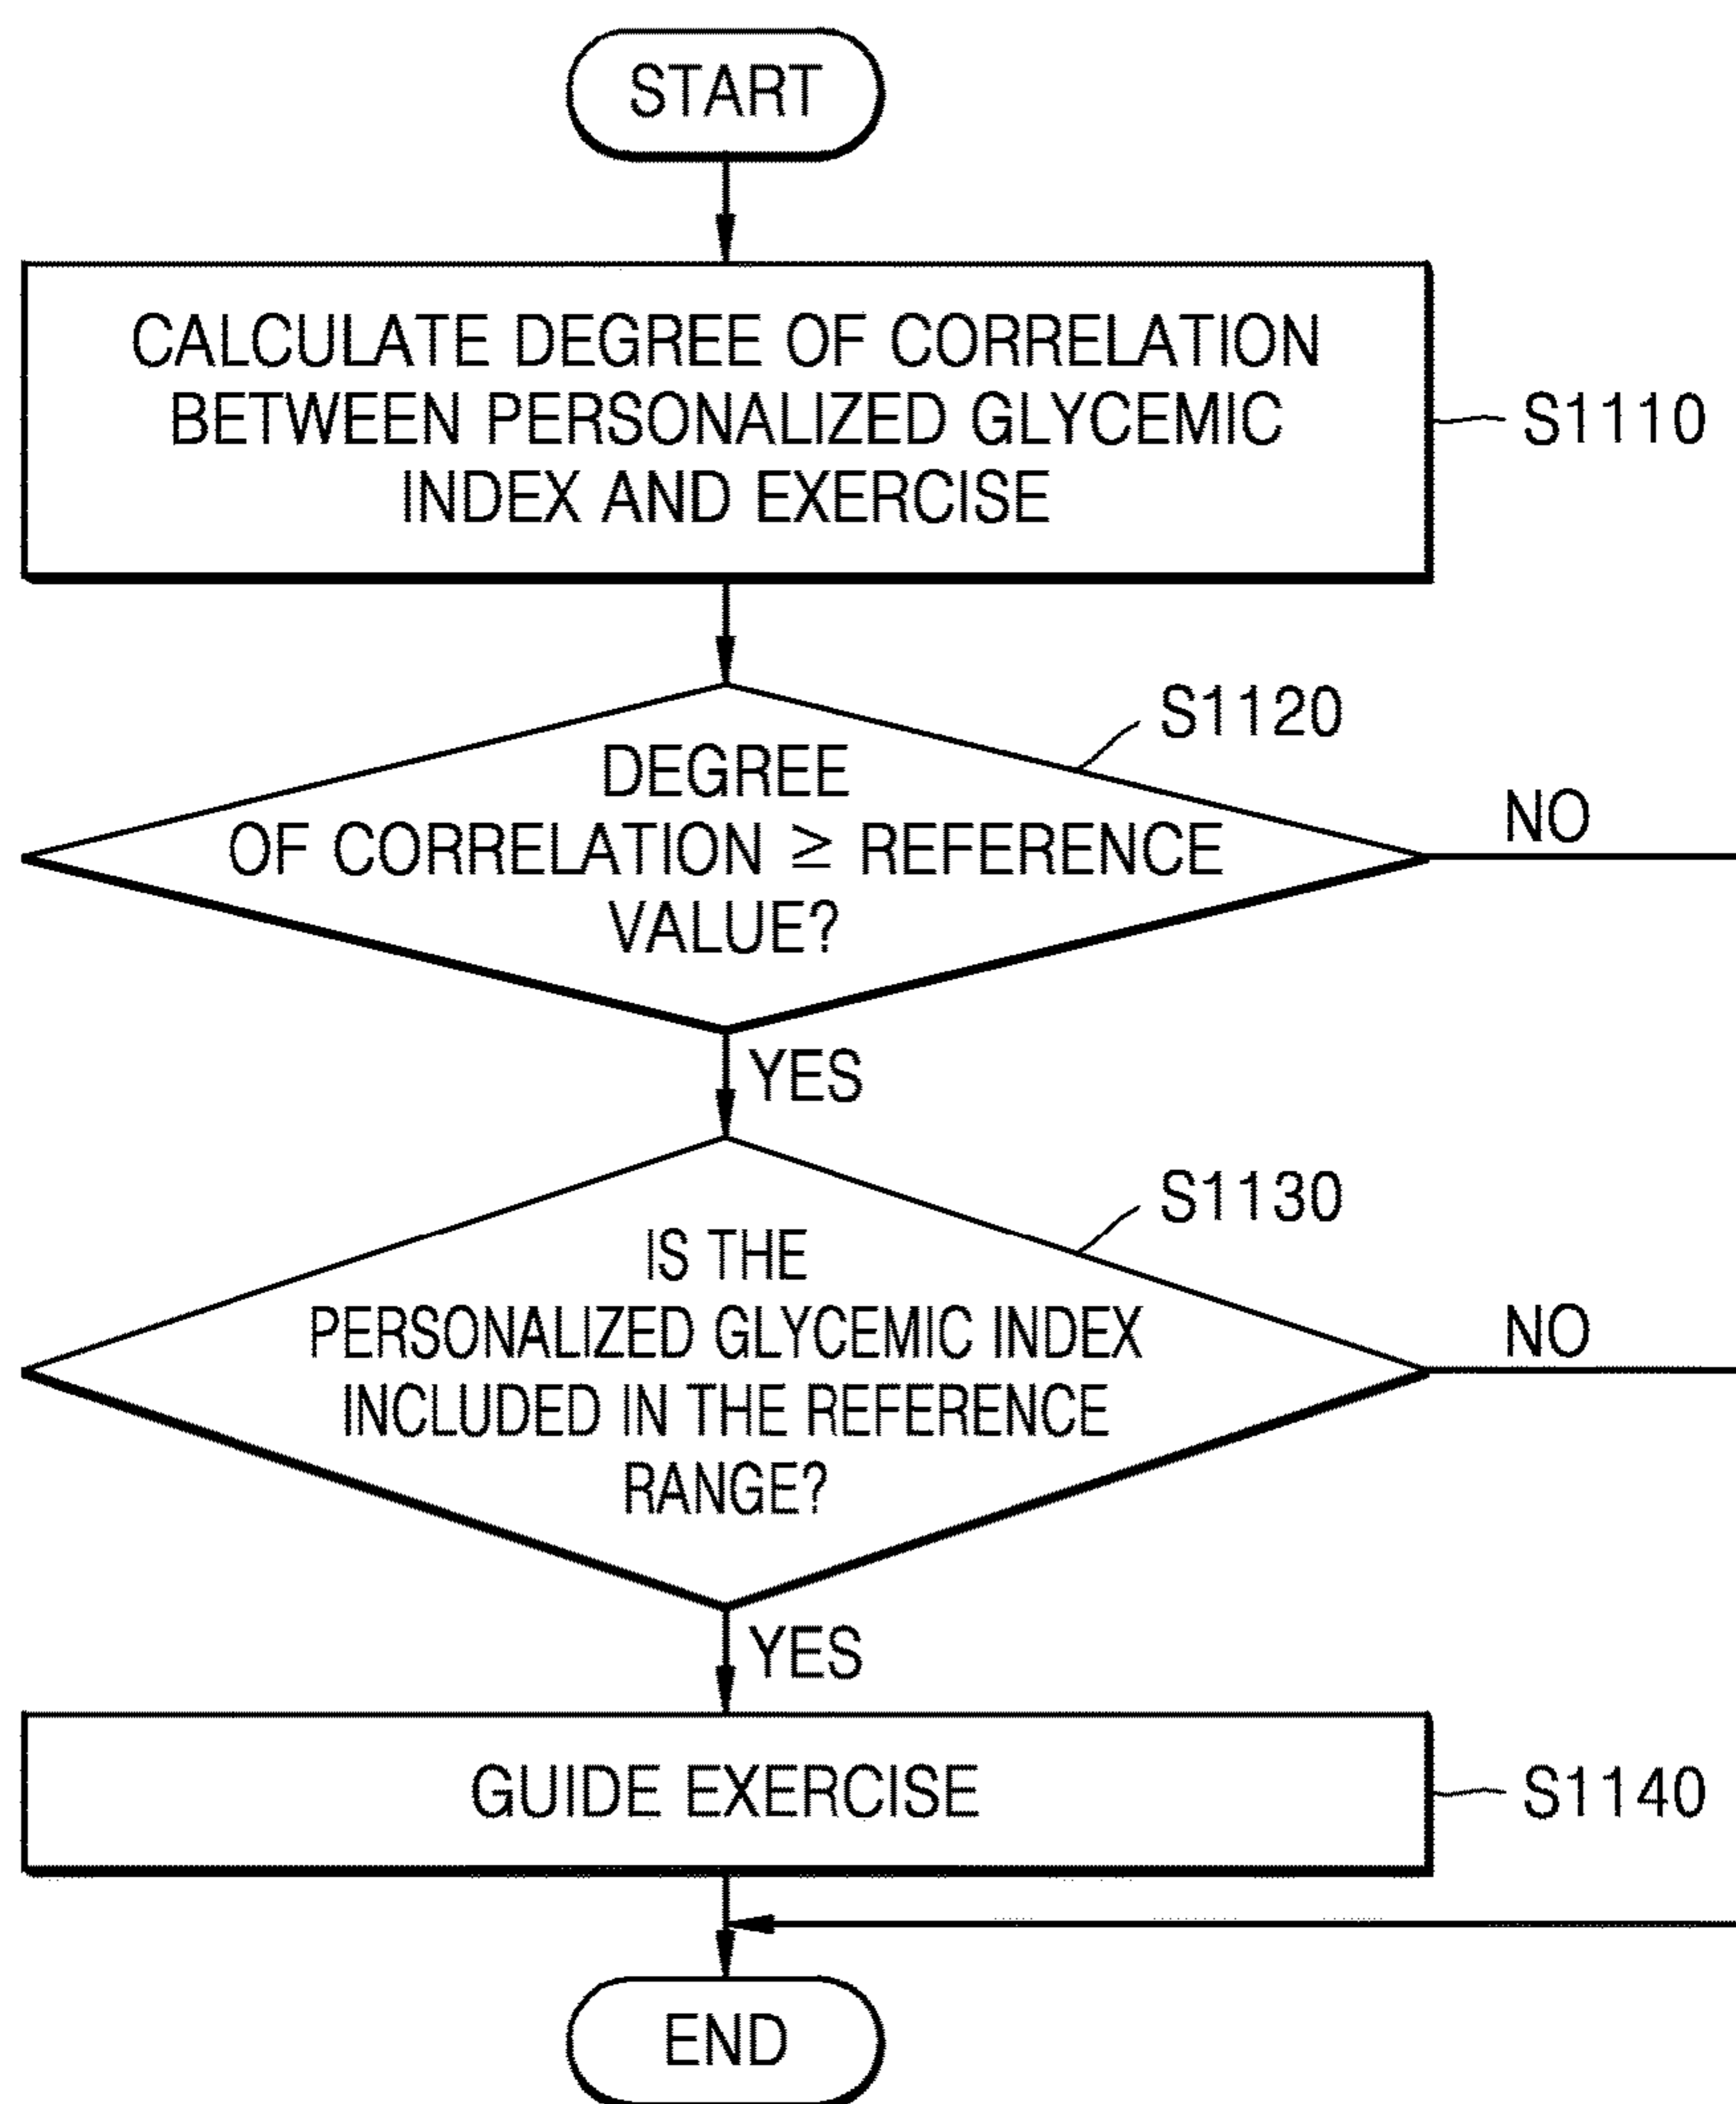 START
CALCULATE DEGREE OF CORRELATION
BETWEEN PERSONALIZED GLYCEMIC
INDEX AND EXERCISE
S1110
S1120
DEGREE
OF CORRELATION ≥ REFERENCE
VALUE?
NO
YES
S1130
IS THE
PERSONALIZED GLYCEMIC INDEX
INCLUDED IN THE REFERENCE
RANGE?
NO
YES
GUIDE EXERCISE
S1140
END